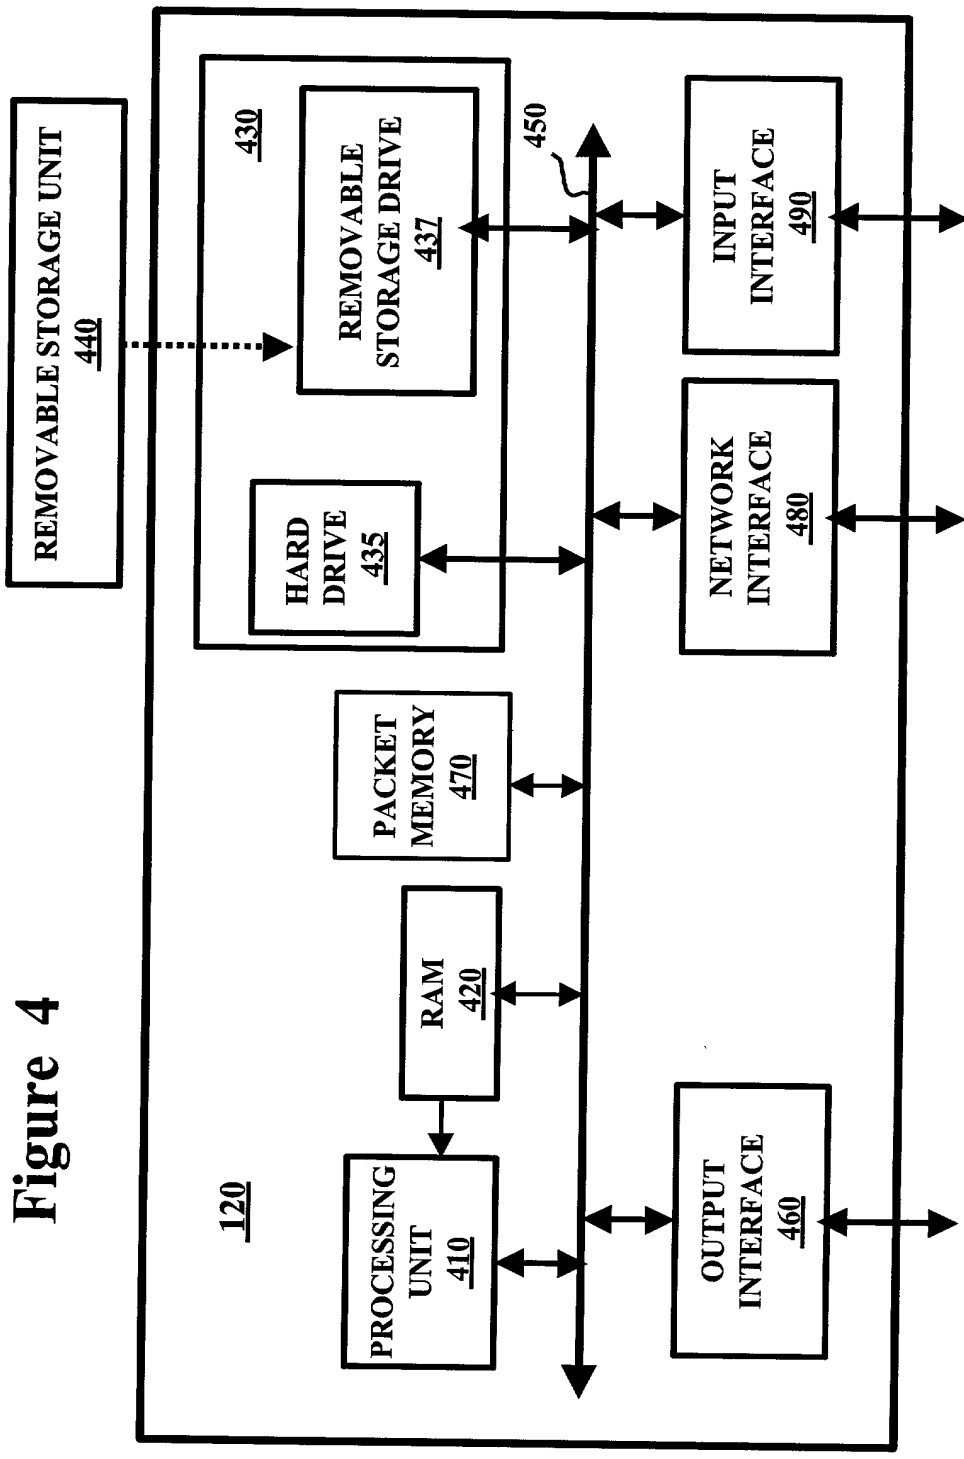 Figure 4
120
PROCESSING
UNIT
410
RAM
420
PACKET
MEMORY
470
HARD
DRIVE
435
430
REMOVABLE
STORAGE DRIVE
437
REMOVABLE STORAGE UNIT
440
450
OUTPUT
INTERFACE
460
NETWORK
INTERFACE
480
INPUT
INTERFACE
490